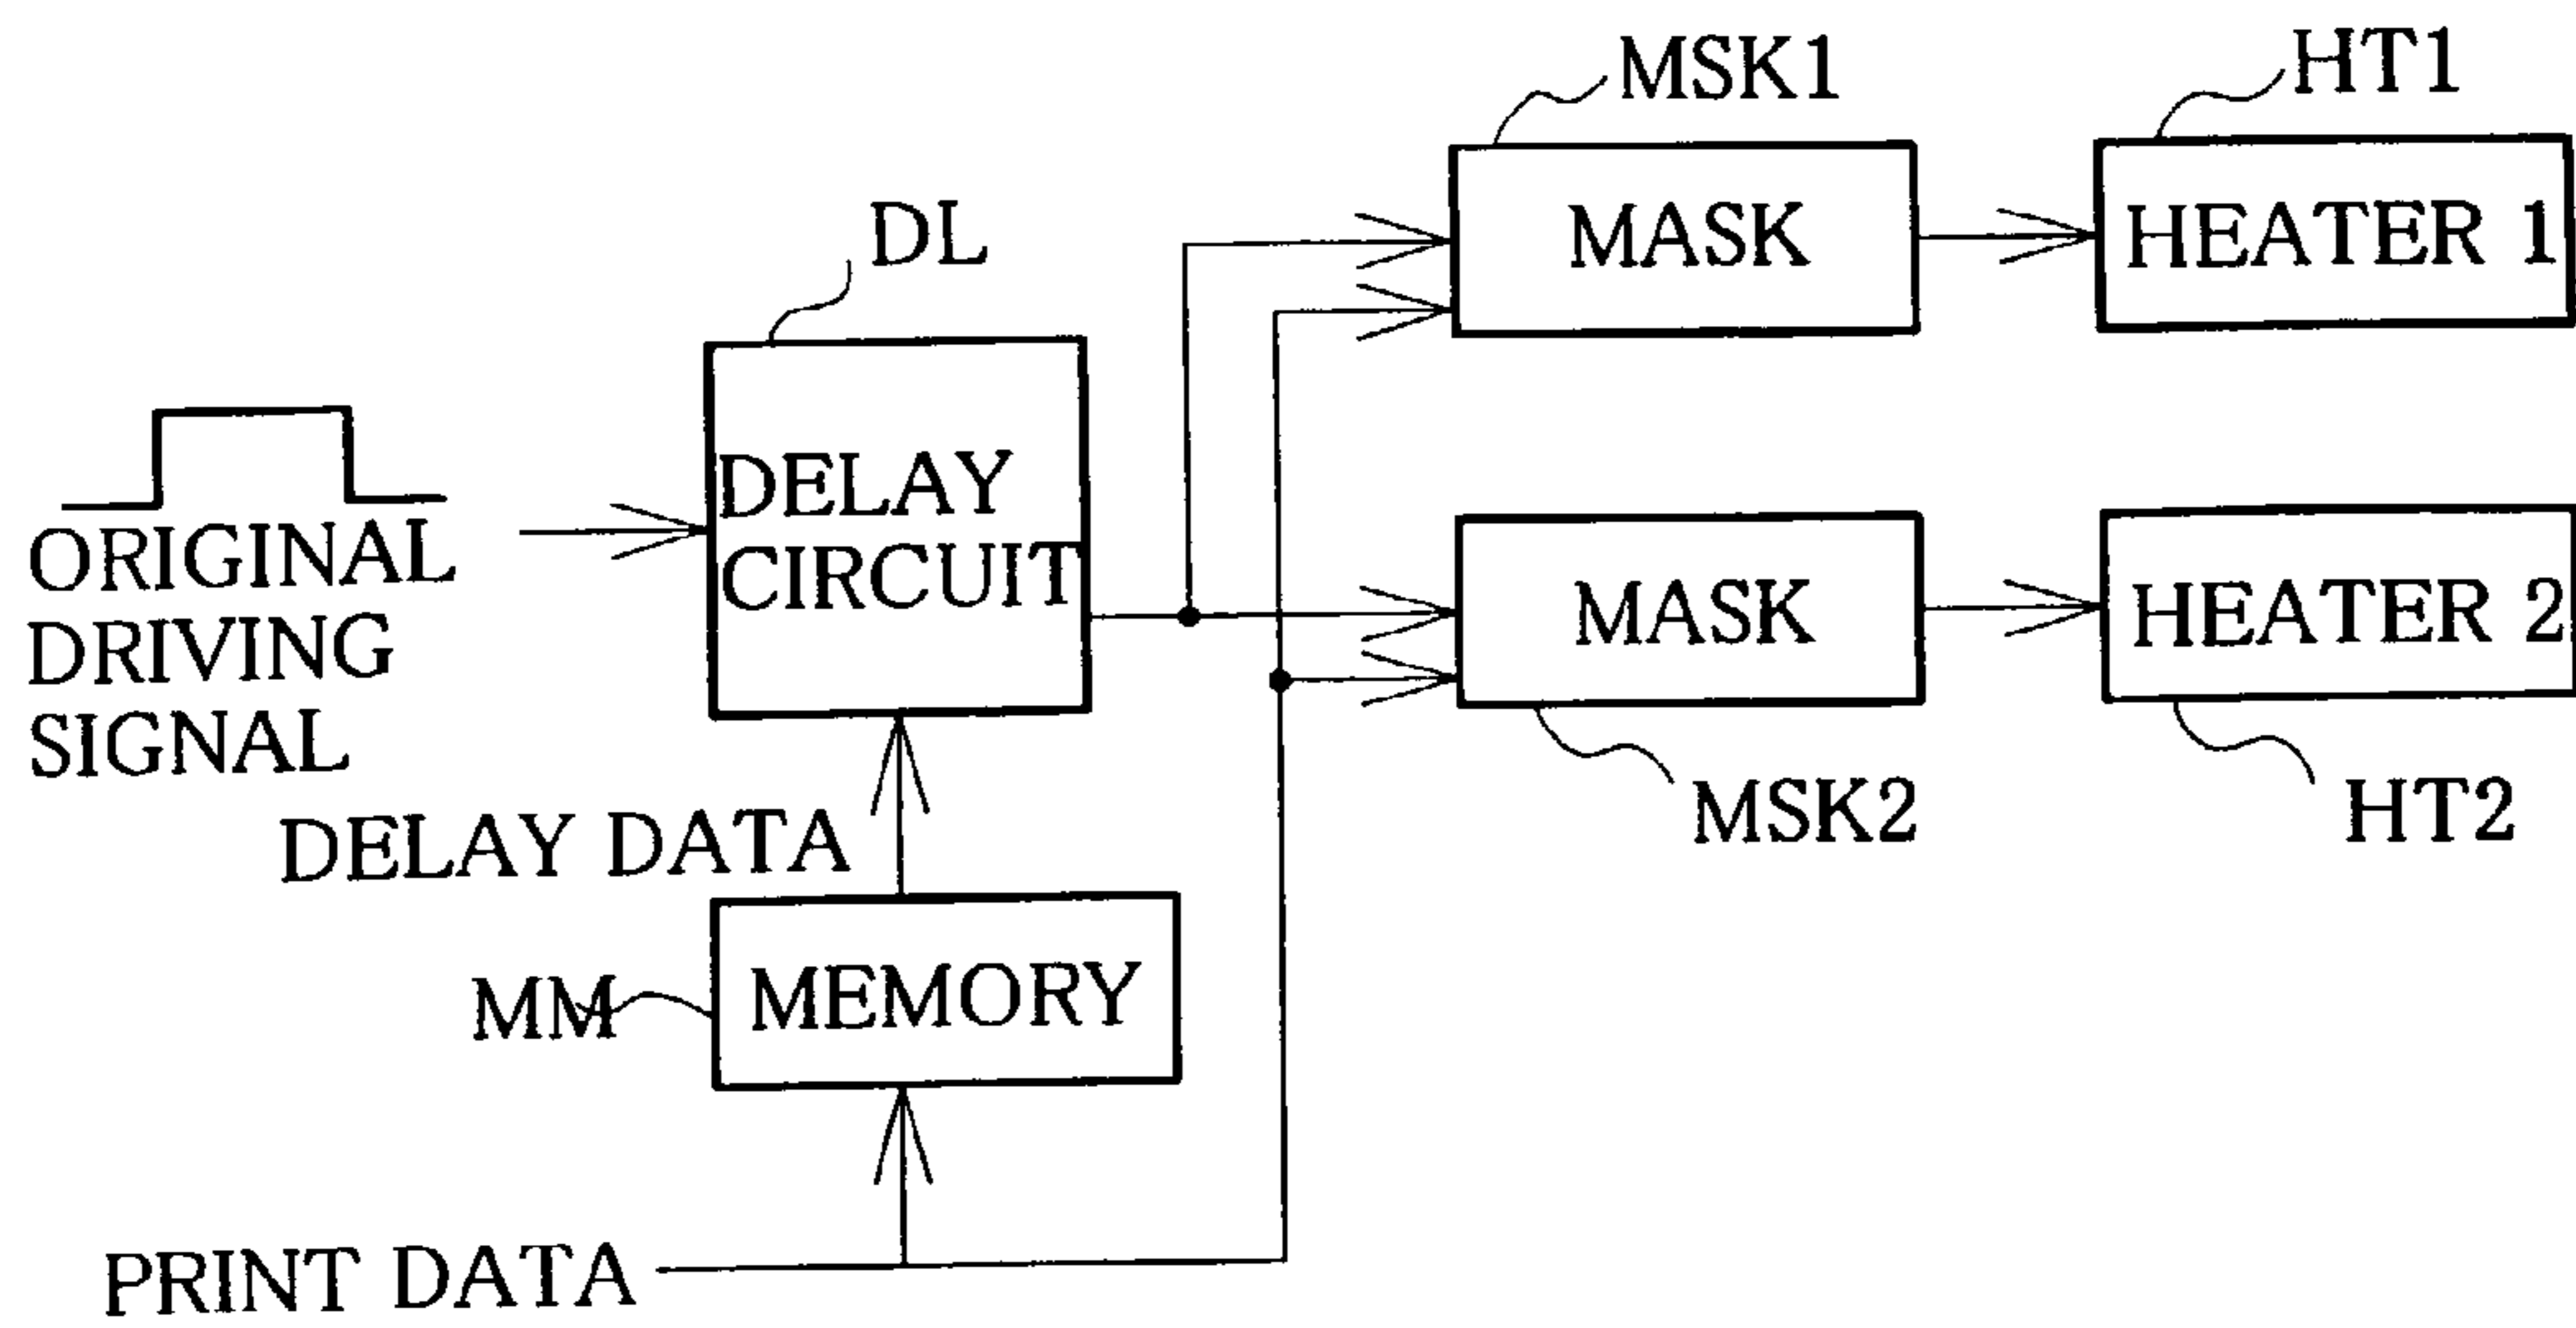 MSK1
HT1
MASK
HEATER 1
DL
DELAY
CIRCUIT
ORIGINAL
DRIVING
SIGNAL
MASK
HEATER 2
MSK2
HT2
DELAY DATA
MM
MEMORY
PRINT DATA